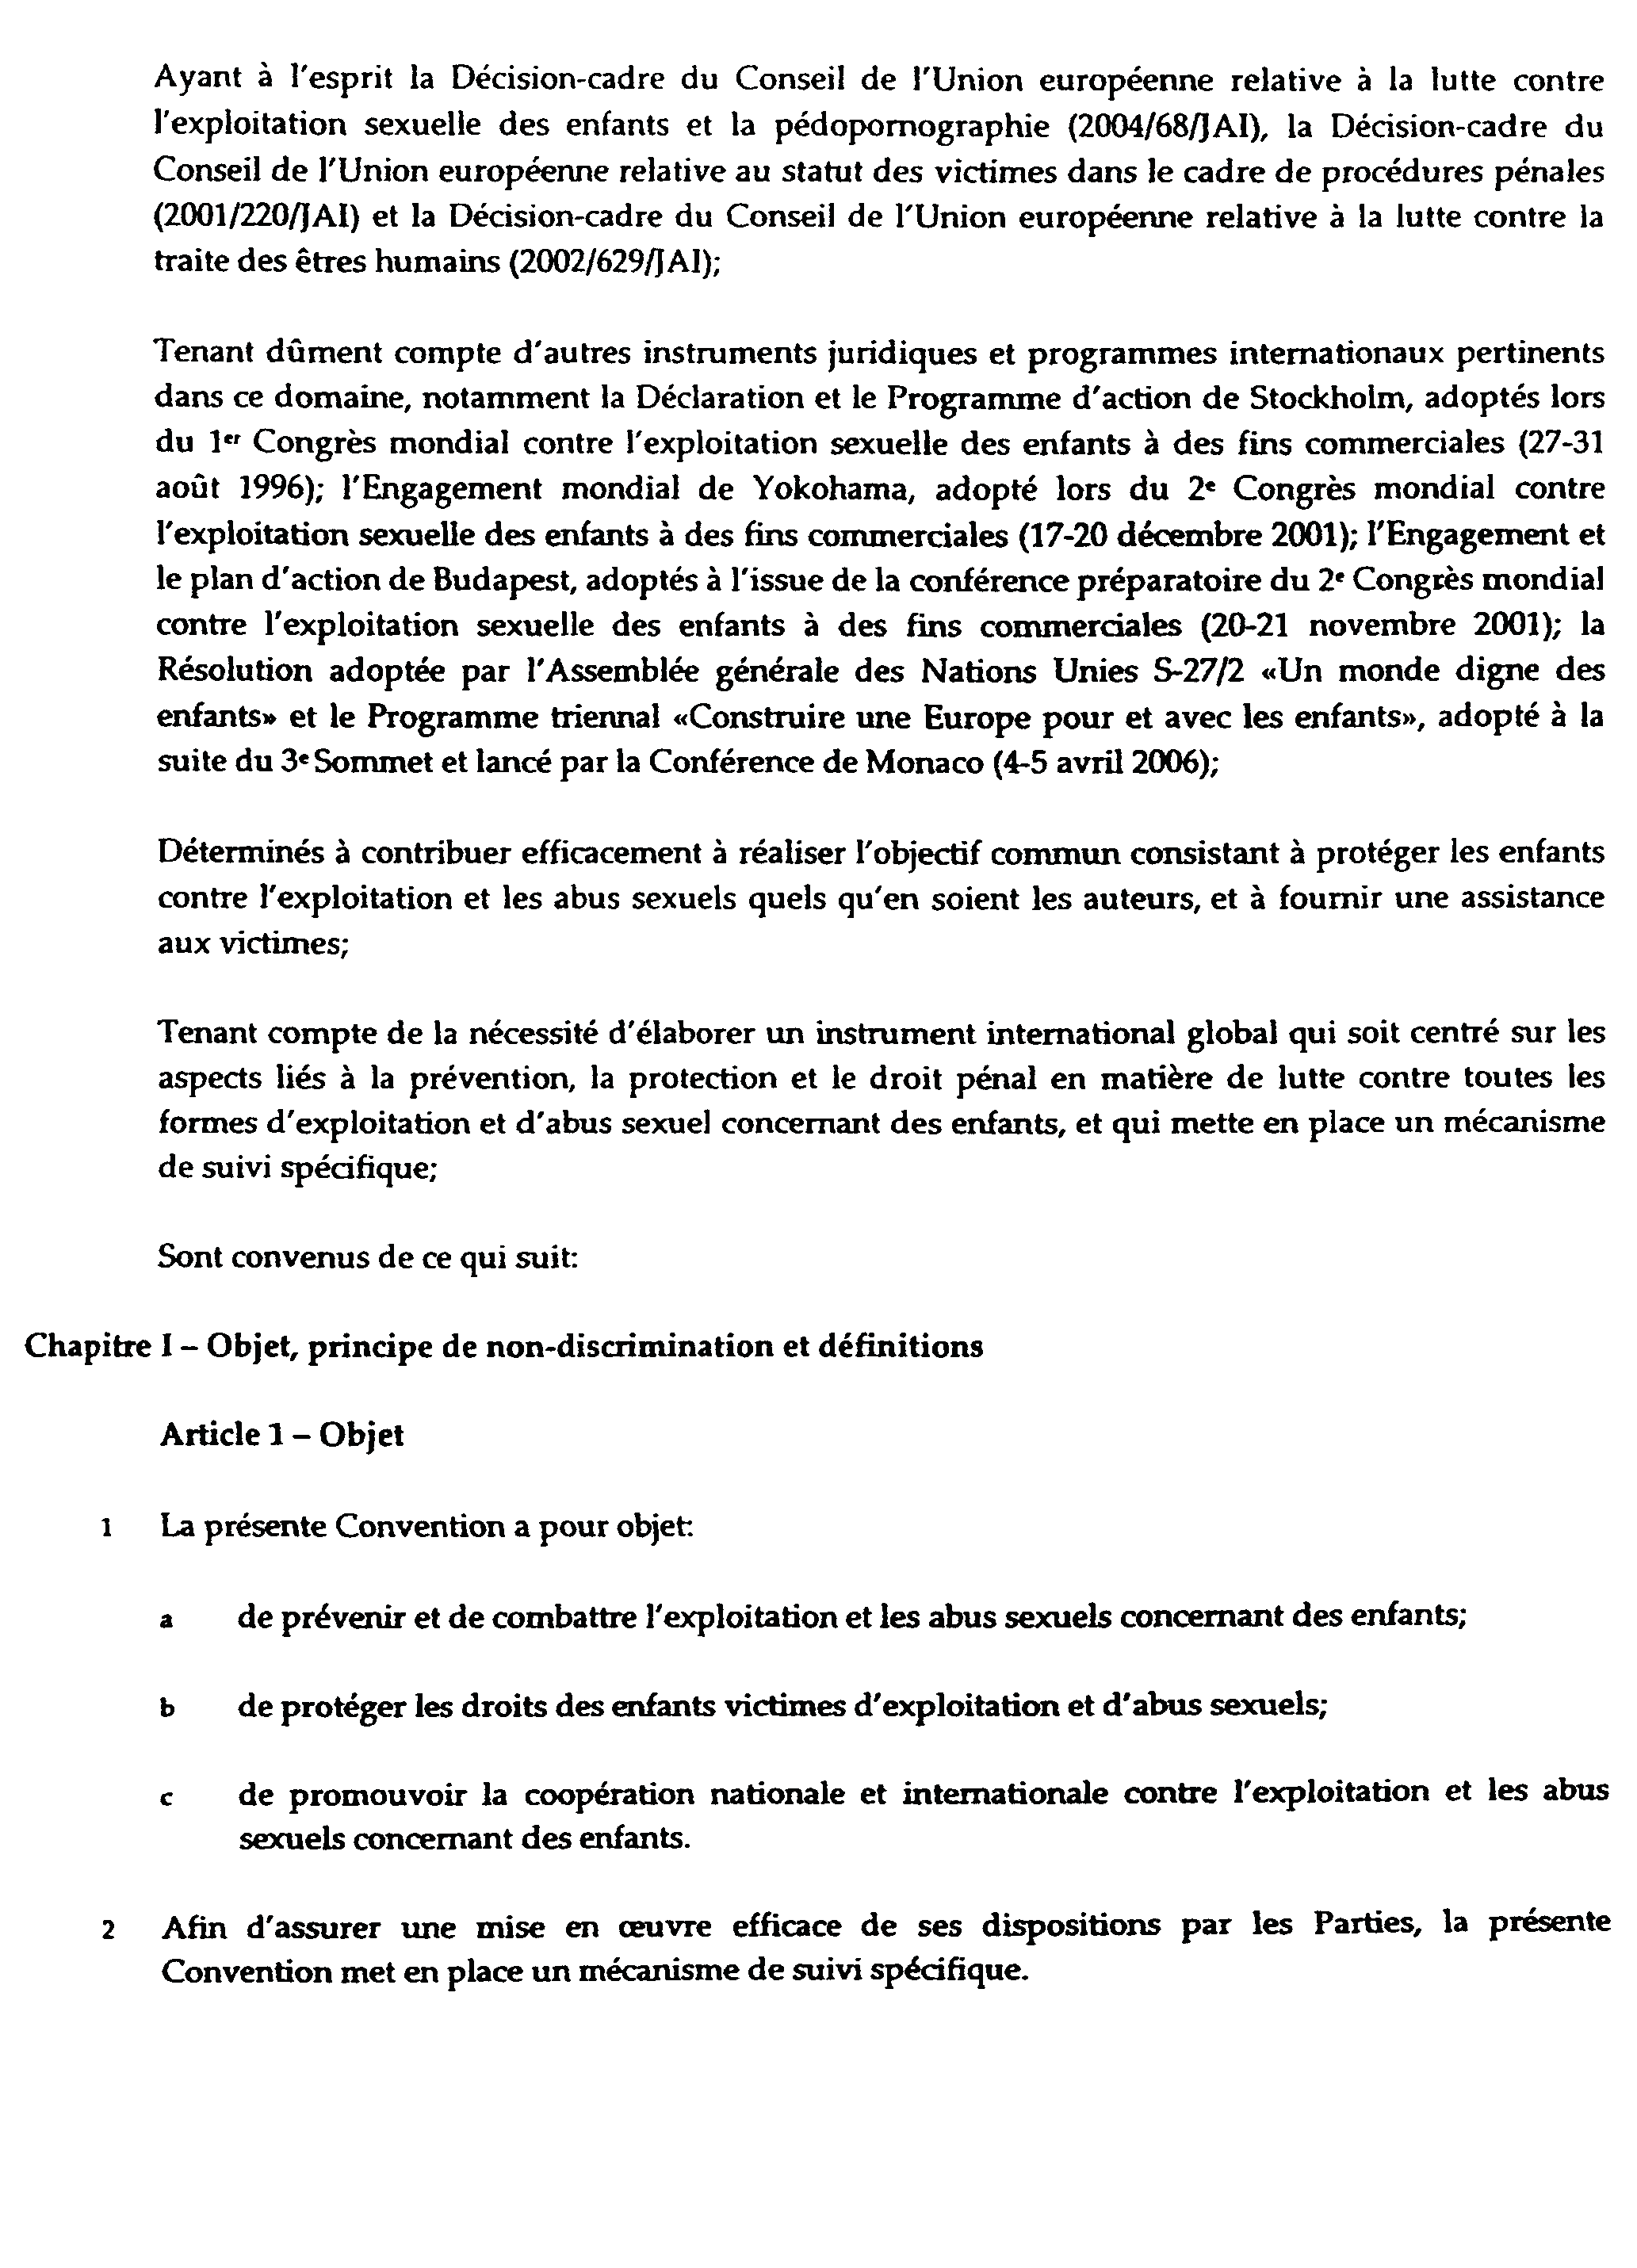 Ayant à l'esprit la Décision-cadre du Conseil de l'Union européenne relative à la lutte contre
l'exploitation sexuelle des enfants et la pédopornographie (2004/68/JAI), la Décision-cadre du
Conseil de l'Union européenne relative au statut des victimes dans le cadre de procédures pénales
(2001/220/JAI) et la Décision-cadre du Conseil de l'Union européenne relative à la lutte contre la
traite des êtres humains (2002/629/JAI);
Tenant dûment compte d'autres instruments juridiques et programmes internationaux pertinents
dans ce domaine, notamment la Déclaration et le Programme d'action de Stockholm, adoptés lors
du 1er Congrès mondial contre l'exploitation sexuelle des enfants à des fins commerciales (27-31
août 1996); l'Engagement mondial de Yokohama, adopté lors du 2e Congrès mondial contre
l'exploitation sexuelle des enfants à des fins commerciales (17-20 décembre 2001); l'Engagement et
le plan d'action de Budapest, adoptés à l'issue de la conférence préparatoire du 2e Congrès mondial
contre l'exploitation sexuelle des enfants à des fins commerciales (20-21 novembre 2001); la
Résolution adoptée par l'Assemblée générale des Nations Unies S-27/2 «Un monde digne des
enfants» et le Programme triennal «Construire une Europe pour et avec les enfants», adopté à la
suite du 3e Sommet et lancé par la Conférence de Monaco (4-5 avril 2006);
Déterminés à contribuer efficacement à réaliser l'objectif commun consistant à protéger les enfants
contre l'exploitation et les abus sexuels quels qu'en soient les auteurs, et à fournir une assistance
aux victimes;
Tenant compte de la nécessité d'élaborer un instrument international global qui soit centré sur les
aspects liés à la prévention, la protection et le droit pénal en matière de lutte contre toutes les
formes d'exploitation et d'abus sexuel concernant des enfants, et qui mette en place un mécanisme
de suivi spécifique;
Sont convenus de ce qui suit:
Chapitre I – Objet, principe de non-discrimination et définitions
Article 1 – Objet
1 La présente Convention a pour objet:
a de prévenir et de combattre l'exploitation et les abus sexuels concernant des enfants;
b de protéger les droits des enfants victimes d'exploitation et d'abus sexuels;
c de promouvoir la coopération nationale et internationale contre l'exploitation et les abus
sexuels concernant des enfants.
2 Afin d'assurer une mise en œuvre efficace de ses dispositions par les Parties, la présente
Convention met en place un mécanisme de suivi spécifique.